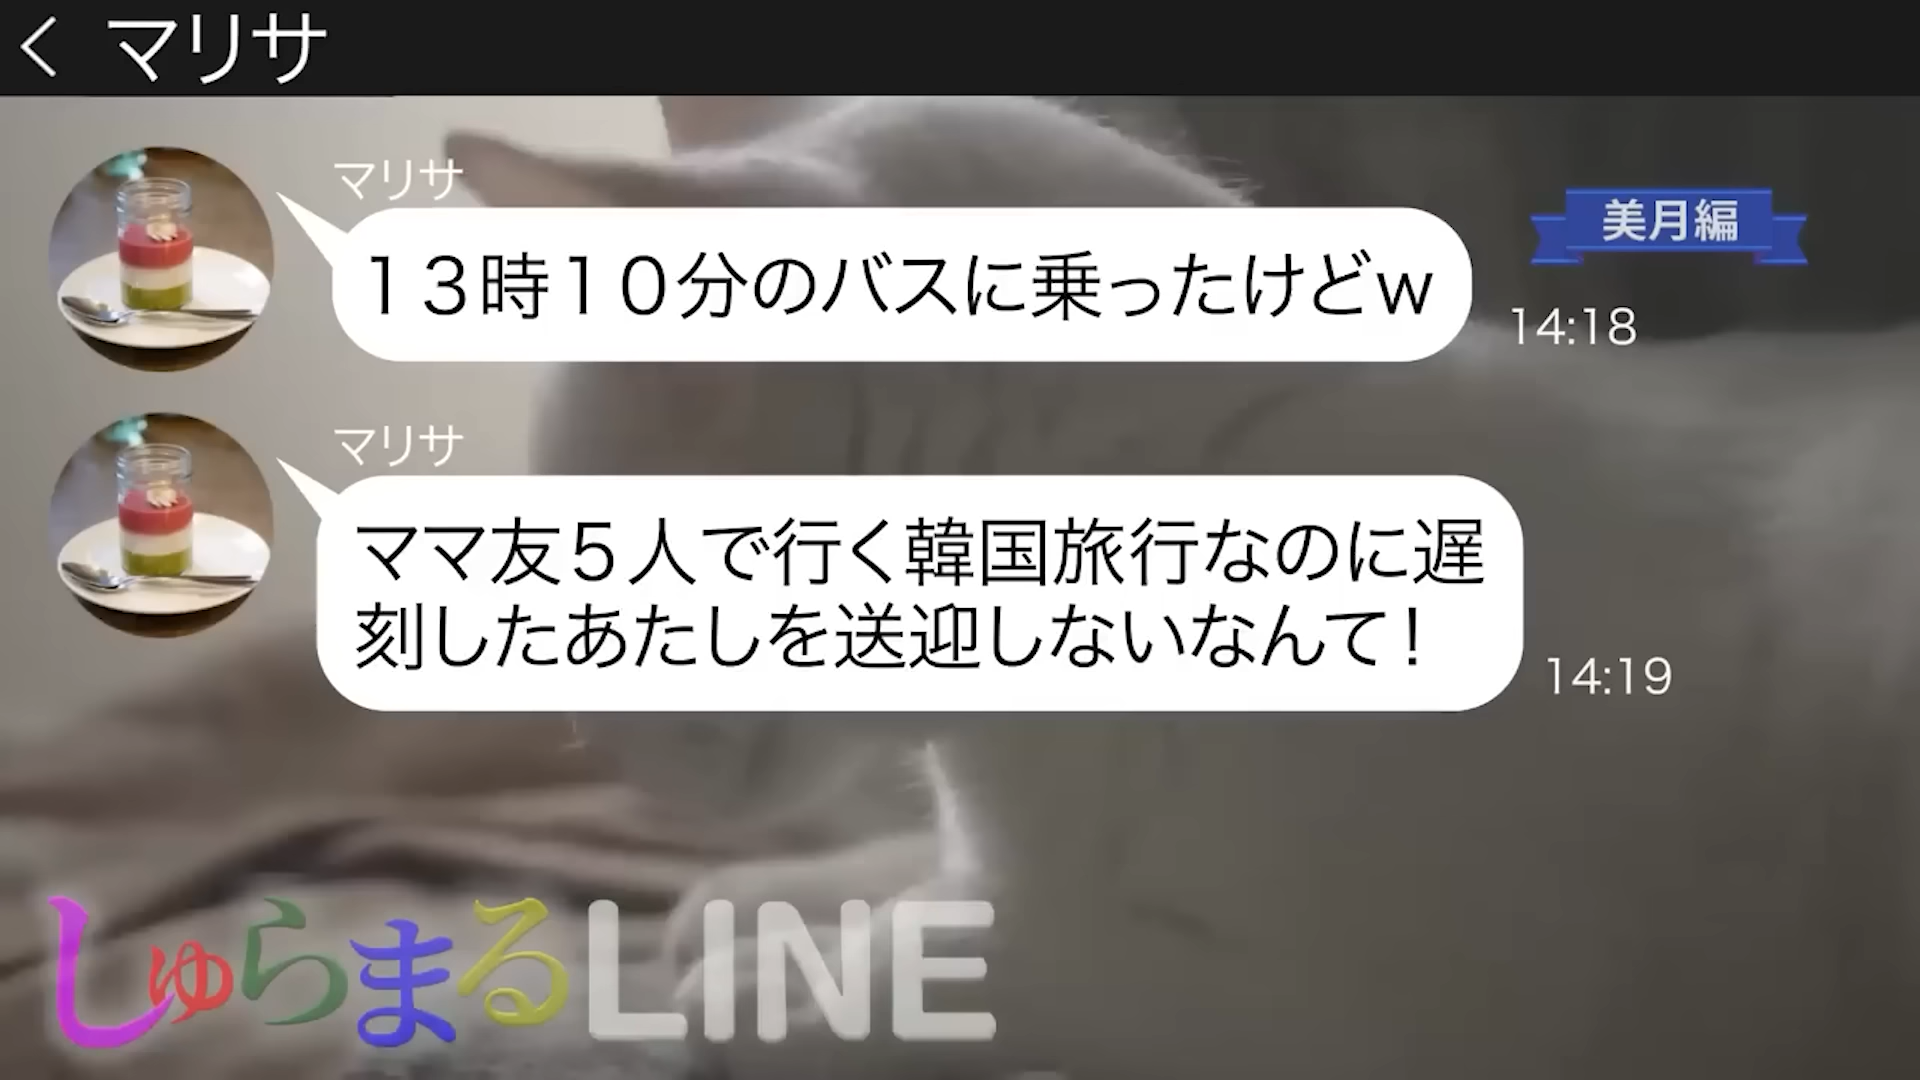 マリサ
マリサ
美月編
１３時１０分のバスに乗ったけどw
14:18
マリサ
ママ友５人で行く韓国旅行なのに遅
刻したあたしを送迎しないなんて！
14:19
しゅらまるLINE